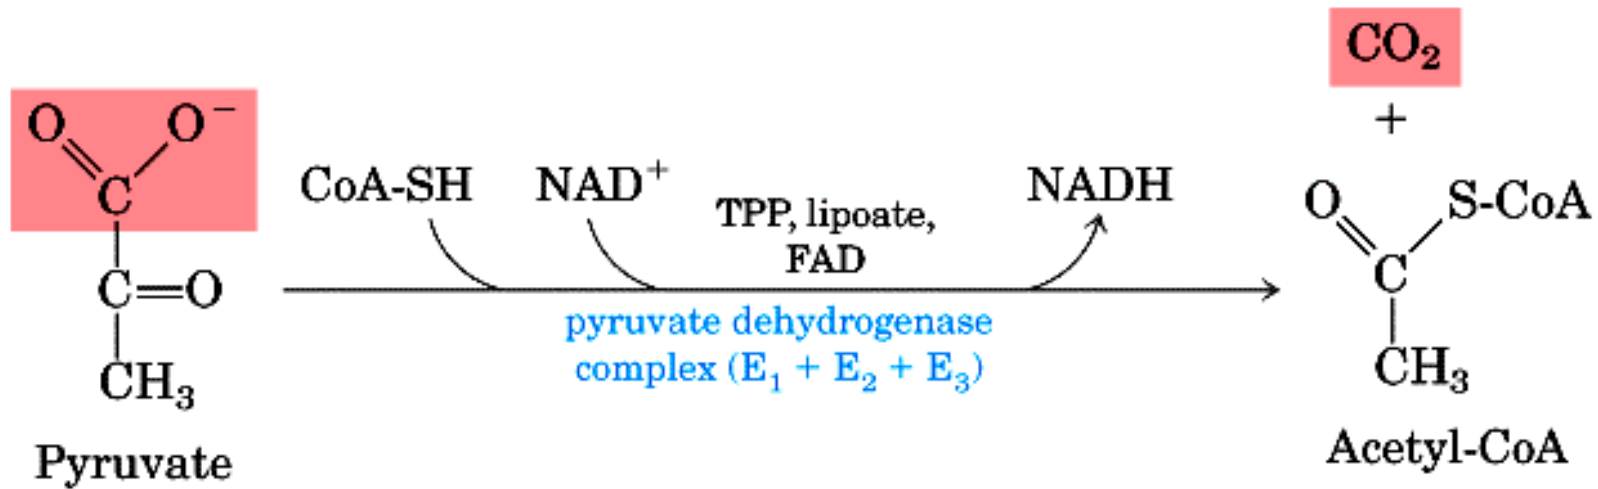 O O⁻
C
C=O
CH₃
Pyruvate
CoA-SH
NAD⁺
TPP, lipoate,
FAD
NADH
pyruvate dehydrogenase
complex (E₁ + E₂ + E₃)
CO₂
+
O S-CoA
C
CH₃
Acetyl-CoA